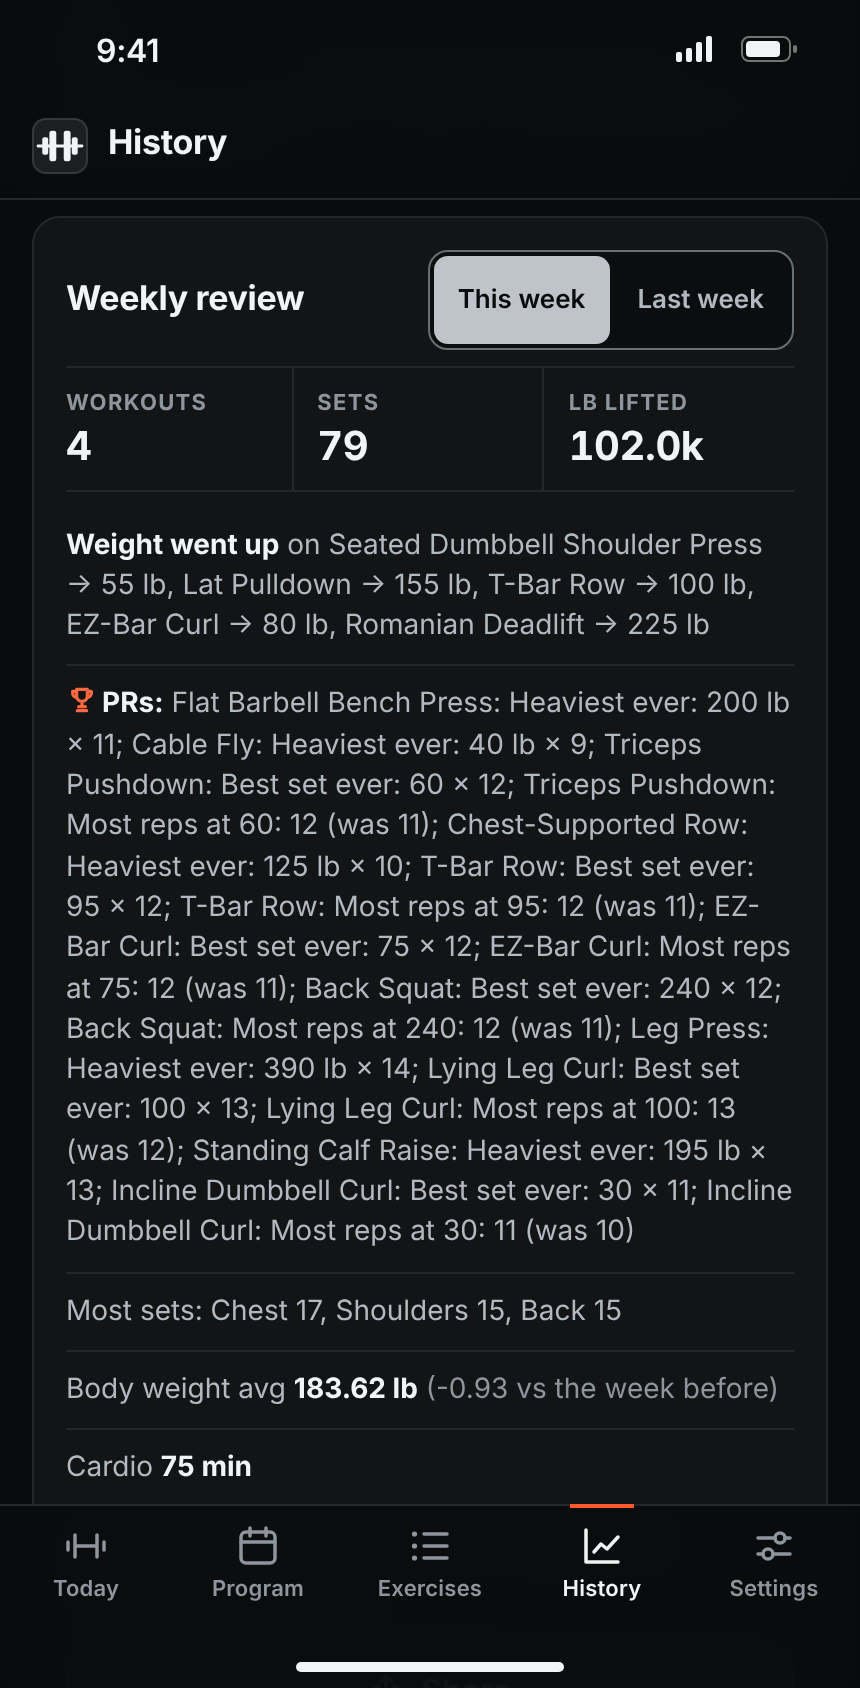 9:41
History
Weekly review
This week
Last week
WORKOUTS
4
SETS
79
LB LIFTED
102.0k
Weight went up on Seated Dumbbell Shoulder Press
→ 55 lb, Lat Pulldown → 155 lb, T-Bar Row → 100 lb,
EZ-Bar Curl → 80 lb, Romanian Deadlift → 225 lb
PRs: Flat Barbell Bench Press: Heaviest ever: 200 lb
× 11; Cable Fly: Heaviest ever: 40 lb × 9; Triceps
Pushdown: Best set ever: 60 × 12; Triceps Pushdown:
Most reps at 60: 12 (was 11); Chest-Supported Row:
Heaviest ever: 125 lb × 10; T-Bar Row: Best set ever:
95 × 12; T-Bar Row: Most reps at 95: 12 (was 11); EZ-
Bar Curl: Best set ever: 75 × 12; EZ-Bar Curl: Most reps
at 75: 12 (was 11); Back Squat: Best set ever: 240 × 12;
Back Squat: Most reps at 240: 12 (was 11); Leg Press:
Heaviest ever: 390 lb × 14; Lying Leg Curl: Best set
ever: 100 × 13; Lying Leg Curl: Most reps at 100: 13
(was 12); Standing Calf Raise: Heaviest ever: 195 lb ×
13; Incline Dumbbell Curl: Best set ever: 30 × 11; Incline
Dumbbell Curl: Most reps at 30: 11 (was 10)
Most sets: Chest 17, Shoulders 15, Back 15
Body weight avg 183.62 lb (-0.93 vs the week before)
Cardio 75 min
Today
Program
Exercises
History
Settings